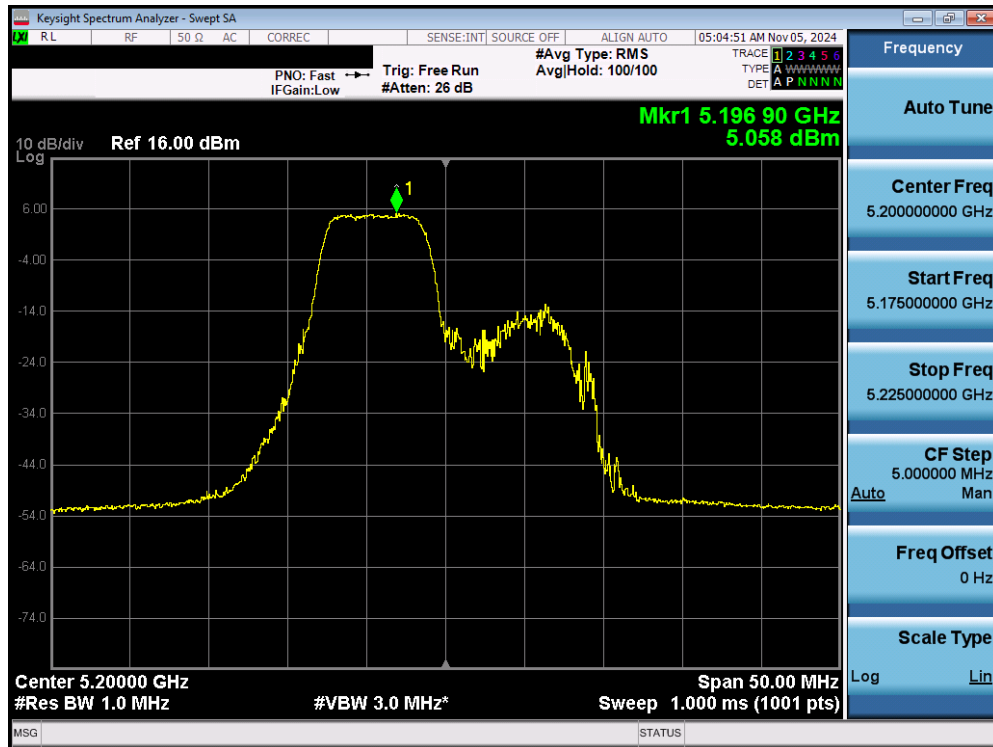 Keysight Spectrum Analyzer - Swept SA
LXI RL RF 50 Ω AC CORREC SENSE:INT SOURCE OFF ALIGN AUTO 05:04:51 AM Nov 05, 2024
PNO: Fast Trig: Free Run #Avg Type: RMS TRACE 1 2 3 4 5 6
IFGain:Low #Atten: 26 dB Avg|Hold: 100/100 TYPE A WWWWW
DET A P N N N N
Mkr1 5.196 90 GHz
5.058 dBm
10 dB/div Ref 16.00 dBm
Log
1
6.00
-4.00
-14.0
-24.0
-34.0
-44.0
-54.0
-64.0
-74.0
Center 5.20000 GHz Span 50.00 MHz
#Res BW 1.0 MHz #VBW 3.0 MHz* Sweep 1.000 ms (1001 pts)
MSG STATUS
Frequency
Auto Tune
Center Freq
5.200000000 GHz
Start Freq
5.175000000 GHz
Stop Freq
5.225000000 GHz
CF Step
5.000000 MHz
Auto Man
Freq Offset
0 Hz
Scale Type
Log Lin